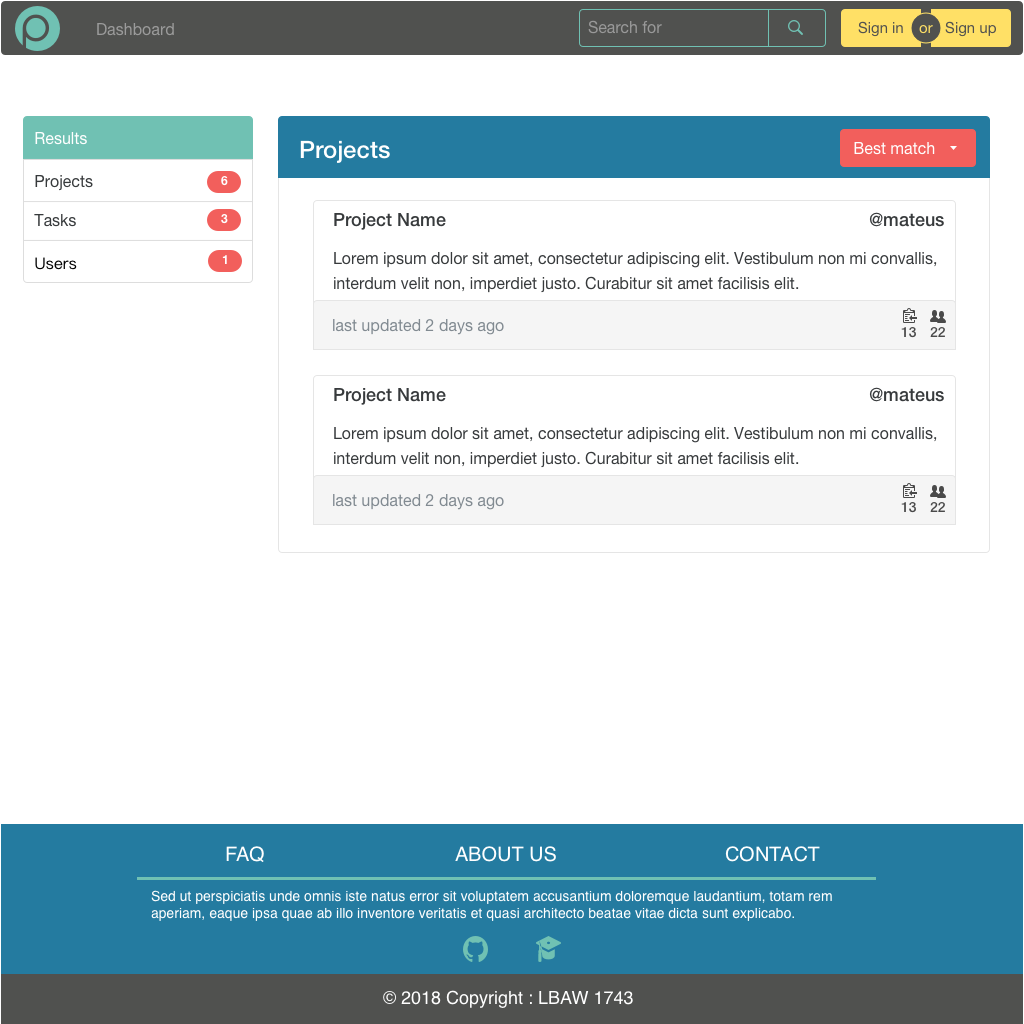 Dashboard
Search for
Sign in or Sign up
Results
Projects 6
Tasks 3
Users 1
Projects
Best match
Project Name @mateus
Lorem ipsum dolor sit amet, consectetur adipiscing elit. Vestibulum non mi convallis,
interdum velit non, imperdiet justo. Curabitur sit amet facilisis elit.
last updated 2 days ago
13 22
Project Name @mateus
Lorem ipsum dolor sit amet, consectetur adipiscing elit. Vestibulum non mi convallis,
interdum velit non, imperdiet justo. Curabitur sit amet facilisis elit.
last updated 2 days ago
13 22
FAQ ABOUT US CONTACT
Sed ut perspiciatis unde omnis iste natus error sit voluptatem accusantium doloremque laudantium, totam rem
aperiam, eaque ipsa quae ab illo inventore veritatis et quasi architecto beatae vitae dicta sunt explicabo.
© 2018 Copyright : LBAW 1743